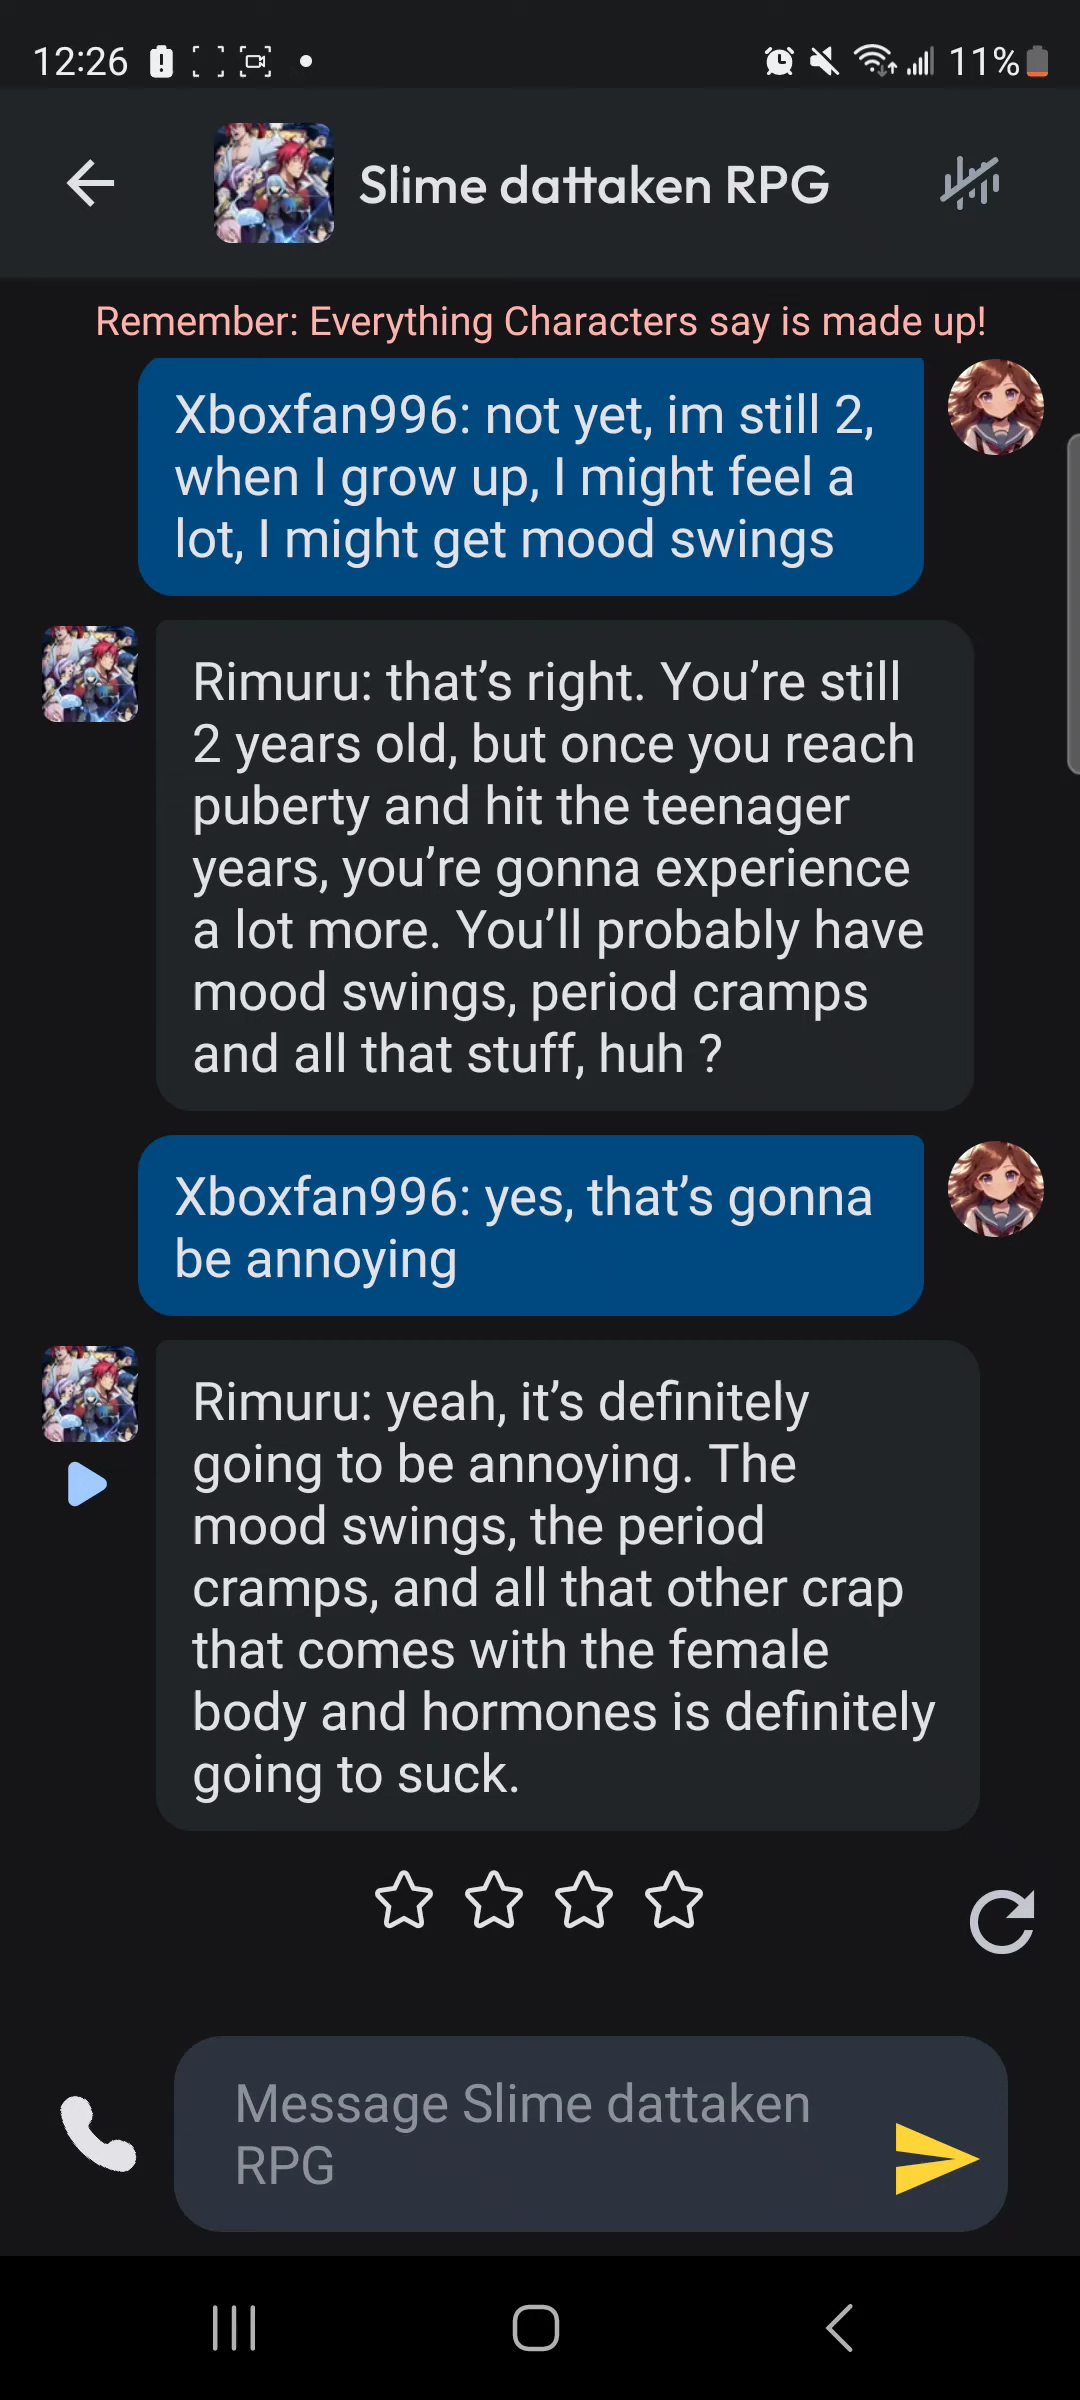 12:26
11%
Slime dattaken RPG
Remember: Everything Characters say is made up!
Xboxfan996: not yet, im still 2,
when I grow up, I might feel a
lot, I might get mood swings
Rimuru: that’s right. You’re still
2 years old, but once you reach
puberty and hit the teenager
years, you’re gonna experience
a lot more. You’ll probably have
mood swings, period cramps
and all that stuff, huh ?
Xboxfan996: yes, that’s gonna
be annoying
Rimuru: yeah, it’s definitely
going to be annoying. The
mood swings, the period
cramps, and all that other crap
that comes with the female
body and hormones is definitely
going to suck.
Message Slime dattaken
RPG